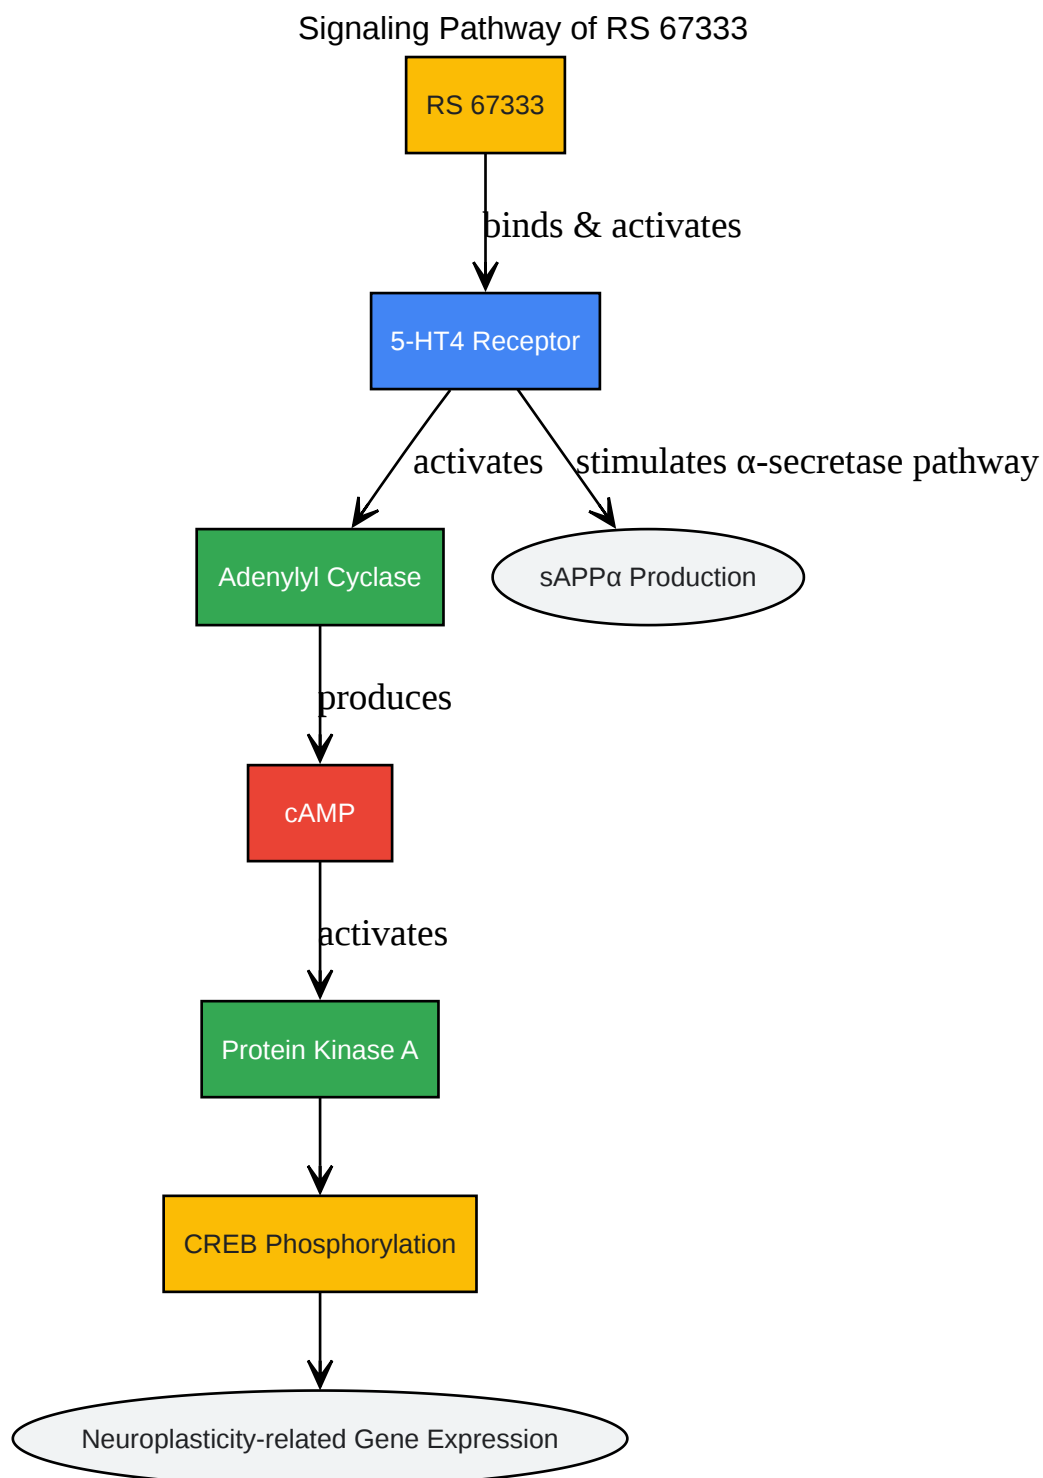 Signaling Pathway of RS 67333
RS 67333
binds & activates
5-HT4 Receptor
activates
stimulates α-secretase pathway
Adenylyl Cyclase
sAPPα Production
produces
cAMP
activates
Protein Kinase A
CREB Phosphorylation
Neuroplasticity-related Gene Expression